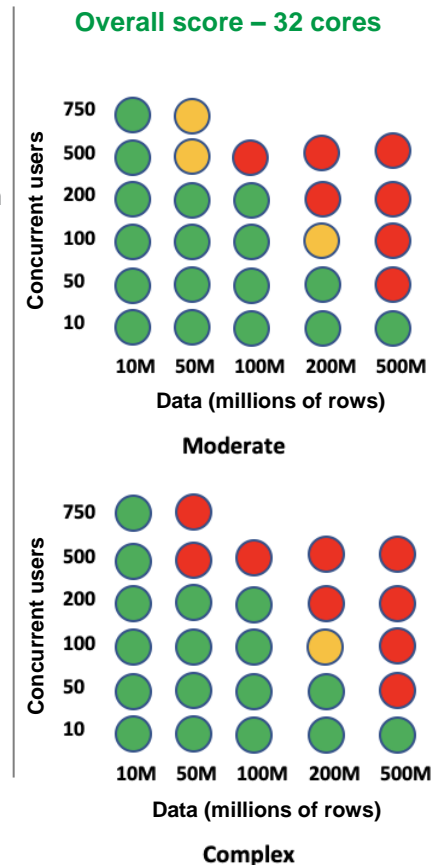 Overall score – 32 cores
Concurrent users
750
500
200
100
50
10
10M 50M 100M 200M 500M
Data (millions of rows)
Moderate
Concurrent users
750
500
200
100
50
10
10M 50M 100M 200M 500M
Data (millions of rows)
Complex